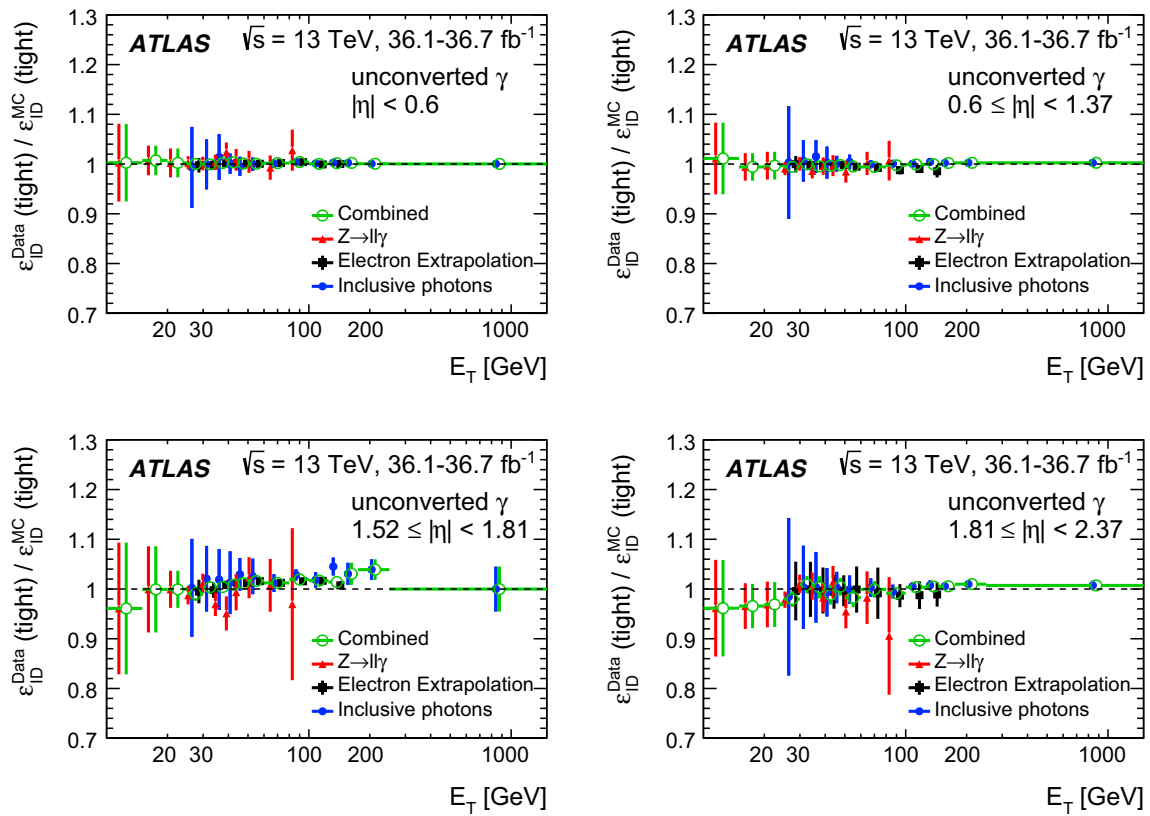 ATLAS √s = 13 TeV, 36.1-36.7 fb⁻¹
unconverted γ
|η| < 0.6
ε_ID^Data (tight) / ε_ID^MC (tight)
1.3
1.2
1.1
1
0.9
0.8
0.7
Combined
Z→llγ
Electron Extrapolation
Inclusive photons
20 30 100 200 1000
E_T [GeV]
ATLAS √s = 13 TeV, 36.1-36.7 fb⁻¹
unconverted γ
0.6 ≤ |η| < 1.37
ε_ID^Data (tight) / ε_ID^MC (tight)
1.3
1.2
1.1
1
0.9
0.8
0.7
Combined
Z→llγ
Electron Extrapolation
Inclusive photons
20 30 100 200 1000
E_T [GeV]
ATLAS √s = 13 TeV, 36.1-36.7 fb⁻¹
unconverted γ
1.52 ≤ |η| < 1.81
ε_ID^Data (tight) / ε_ID^MC (tight)
1.3
1.2
1.1
1
0.9
0.8
0.7
Combined
Z→llγ
Electron Extrapolation
Inclusive photons
20 30 100 200 1000
E_T [GeV]
ATLAS √s = 13 TeV, 36.1-36.7 fb⁻¹
unconverted γ
1.81 ≤ |η| < 2.37
ε_ID^Data (tight) / ε_ID^MC (tight)
1.3
1.2
1.1
1
0.9
0.8
0.7
Combined
Z→llγ
Electron Extrapolation
Inclusive photons
20 30 100 200 1000
E_T [GeV]